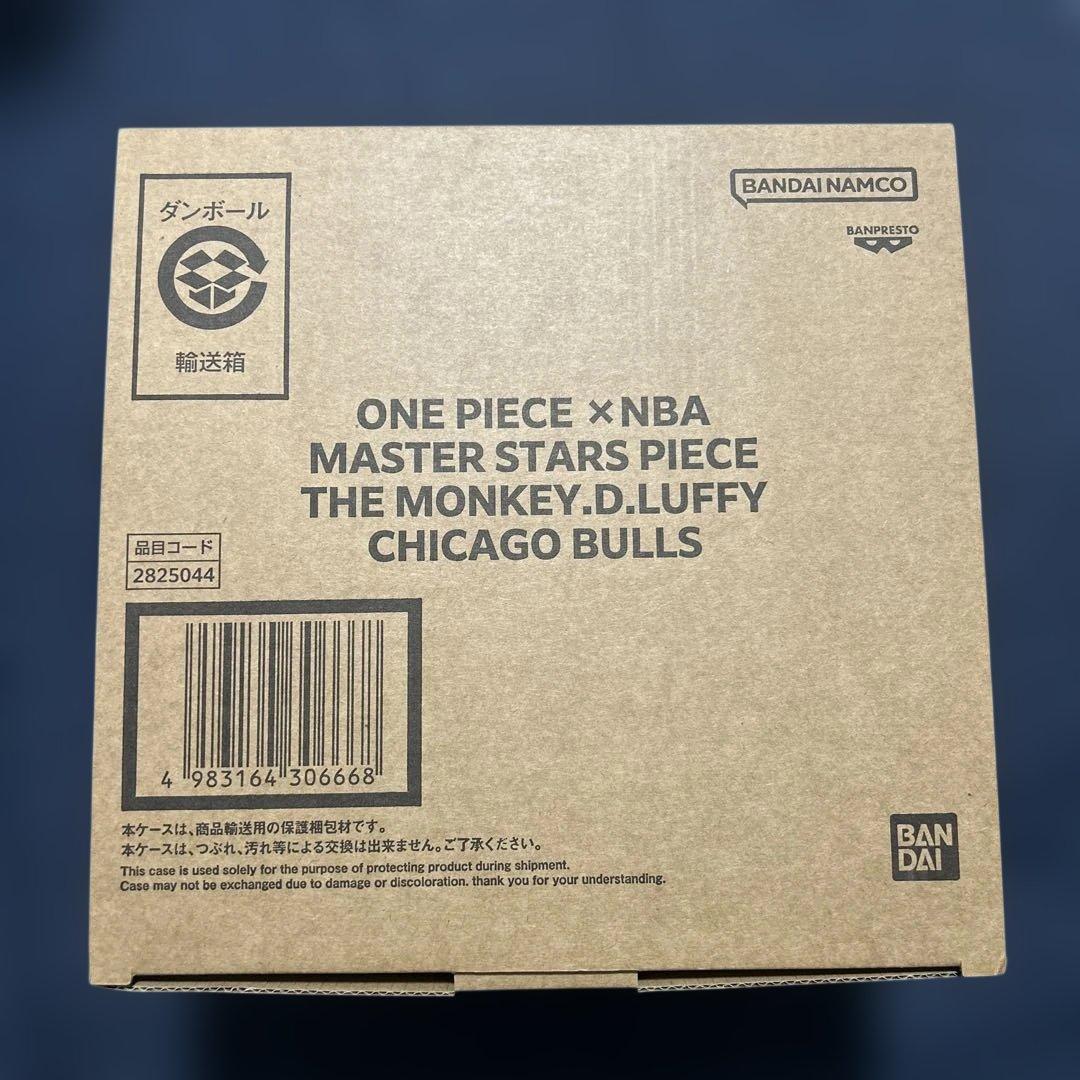 ダンボール
輸送箱
BANDAI NAMCO
BANPRESTO
ONE PIECE ×NBA
MASTER STARS PIECE
THE MONKEY.D.LUFFY
CHICAGO BULLS
品目コード
2825044
4 983164 306668
本ケースは、商品輸送用の保護梱包材です。
本ケースは、つぶれ、汚れ等による交換は出来ません。ご了承ください。
This case is used solely for the purpose of protecting product during shipment.
Case may not be exchanged due to damage or discoloration. thank you for your understanding.
BAN
DAI